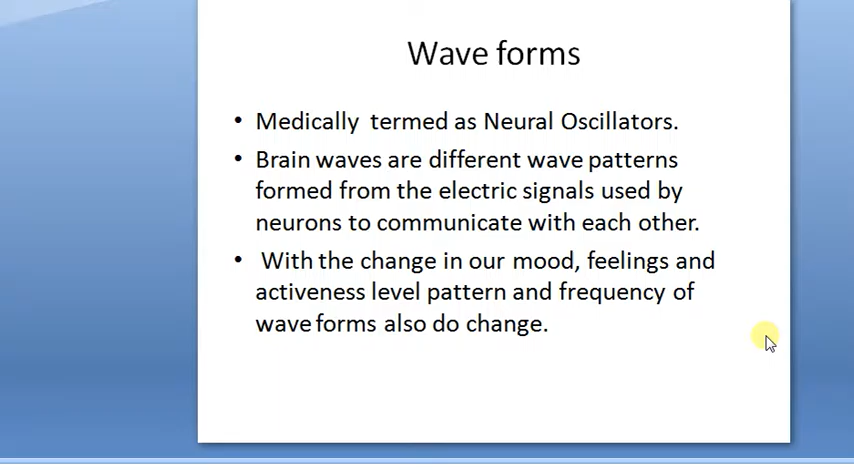 Wave forms
• Medically termed as Neural Oscillators.
• Brain waves are different wave patterns
formed from the electric signals used by
neurons to communicate with each other.
• With the change in our mood, feelings and
activeness level pattern and frequency of
wave forms also do change.